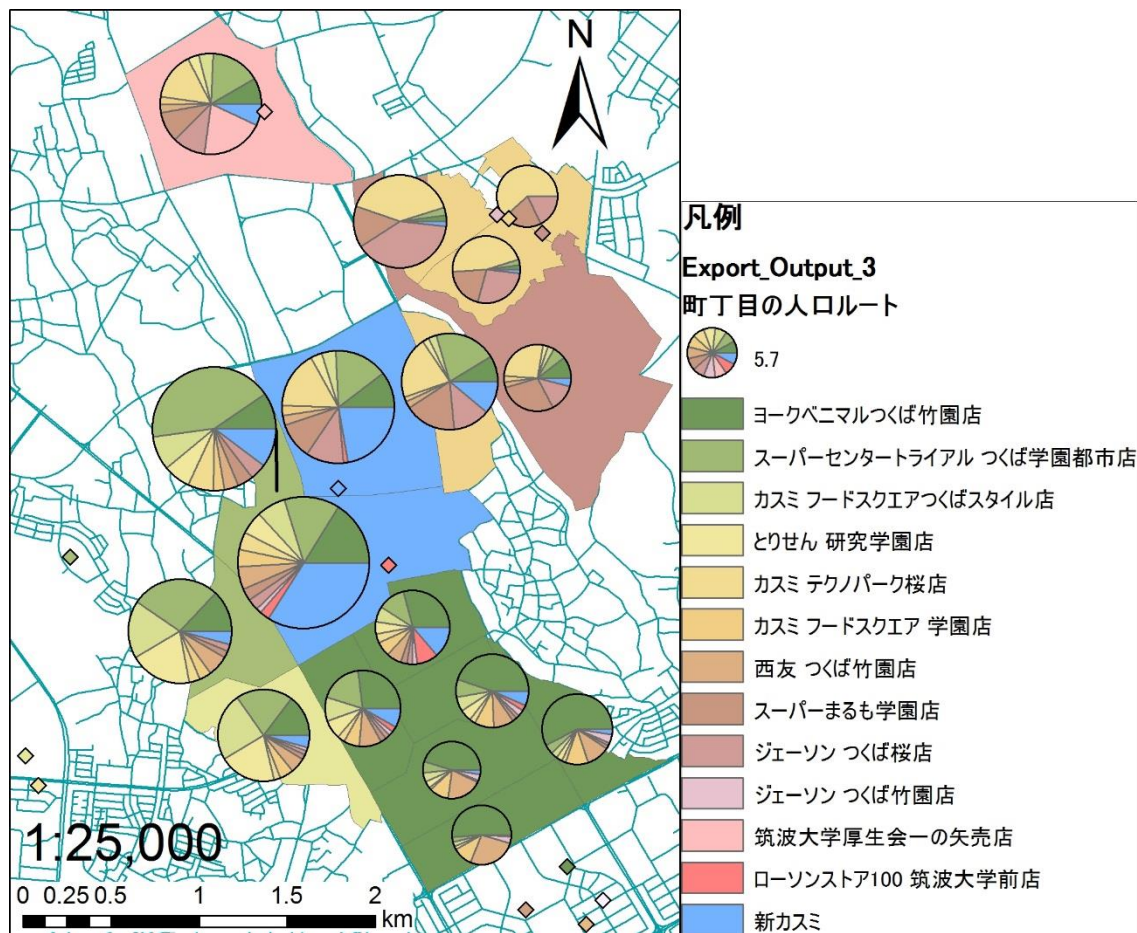 N
凡例
Export_Output_3
町丁目の人口ルート
5.7
ヨークベニマルつくば竹園店
スーパーセンタートライアル つくば学園都市店
カスミ フードスクエアつくばスタイル店
とりせん 研究学園店
カスミ テクノパーク桜店
カスミ フードスクエア 学園店
西友 つくば竹園店
スーパーまるも学園店
ジェーソン つくば桜店
ジェーソン つくば竹園店
筑波大学厚生会一の矢売店
ローソンストア100 筑波大学前店
新カスミ
1:25,000
0 0.25 0.5 1 1.5 2
km